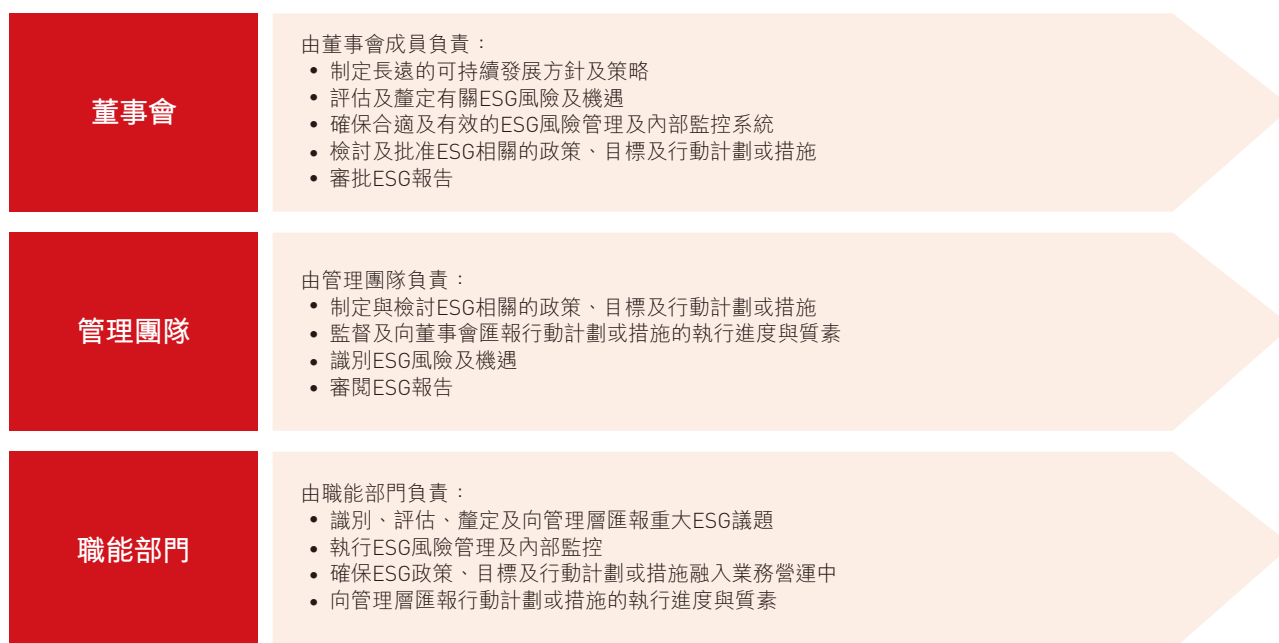 董事會
由董事會成員負責：
• 制定長遠的可持續發展方針及策略
• 評估及釐定有關ESG風險及機遇
• 確保合適及有效的ESG風險管理及內部監控系統
• 檢討及批准ESG相關的政策、目標及行動計劃或措施
• 審批ESG報告
管理團隊
由管理團隊負責：
• 制定與檢討ESG相關的政策、目標及行動計劃或措施
• 監督及向董事會匯報行動計劃或措施的執行進度與質素
• 識別ESG風險及機遇
• 審閱ESG報告
職能部門
由職能部門負責：
• 識別、評估、釐定及向管理層匯報重大ESG議題
• 執行ESG風險管理及內部監控
• 確保ESG政策、目標及行動計劃或措施融入業務營運中
• 向管理層匯報行動計劃或措施的執行進度與質素